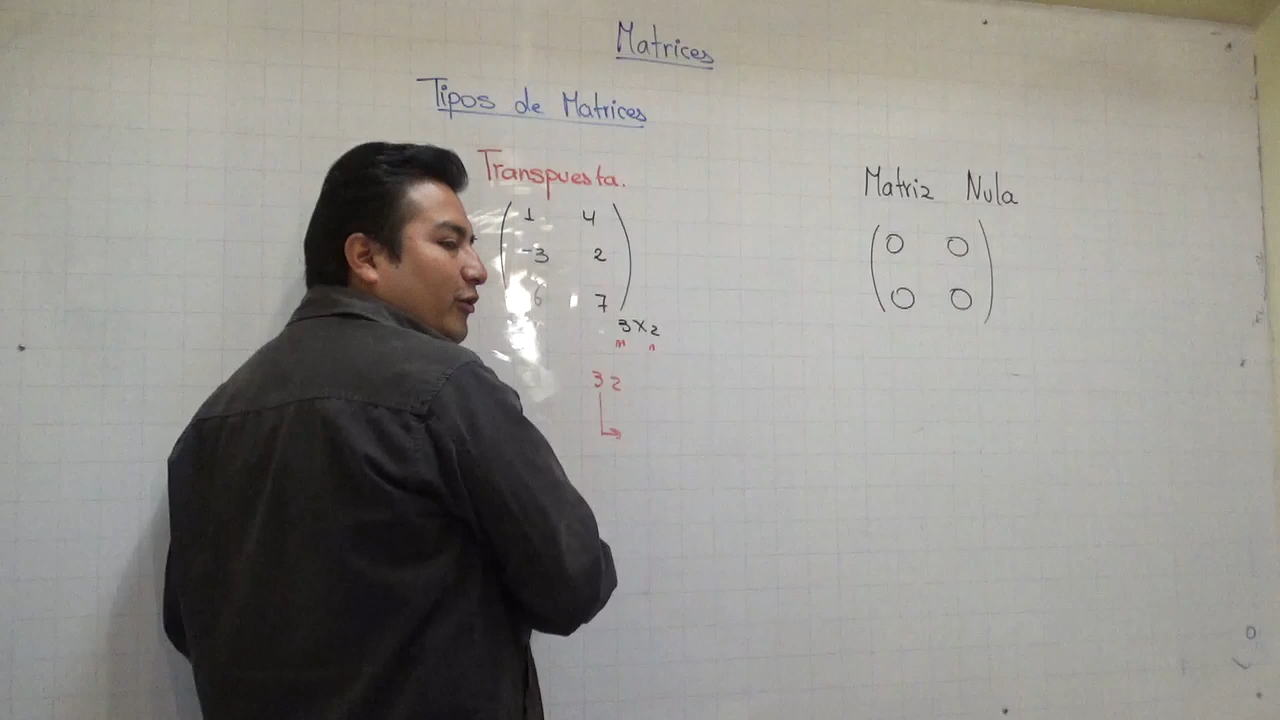 Matrices
Tipos de Matrices
Transpuesta.
1 4
-3 2
6 7
3x2
m n
3 2
Matriz Nula
0 0
0 0